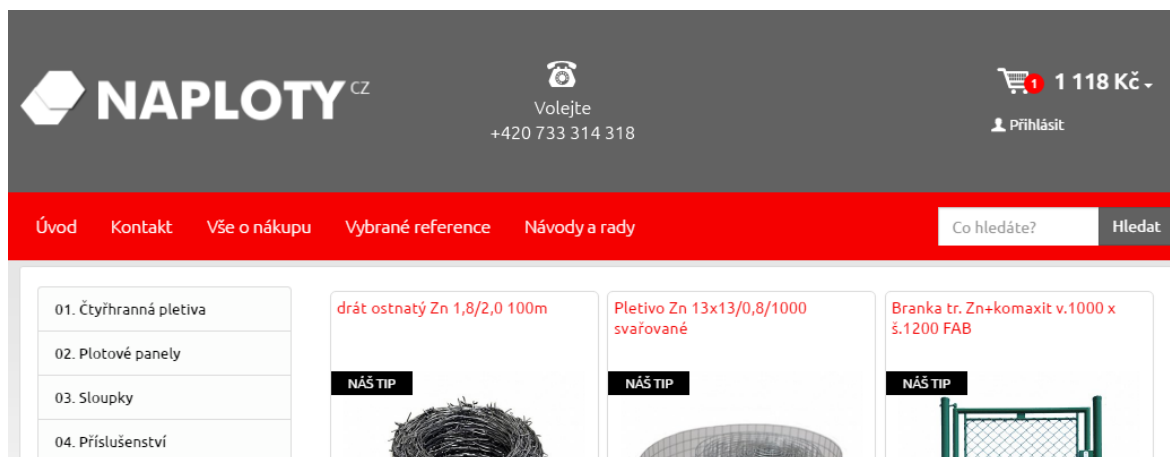 NAPLOTY CZ
Volejte
+420 733 314 318
1 1 118 Kč
Přihlásit
Úvod Kontakt Vše o nákupu Vybrané reference Návody a rady Co hledáte? Hledat
01. Čtyřhranná pletiva
02. Plotové panely
03. Sloupky
04. Příslušenství
drát ostnatý Zn 1,8/2,0 100m
NÁŠ TIP
Pletivo Zn 13x13/0,8/1000
svařované
NÁŠ TIP
Branka tr. Zn+komaxit v.1000 x
š.1200 FAB
NÁŠ TIP